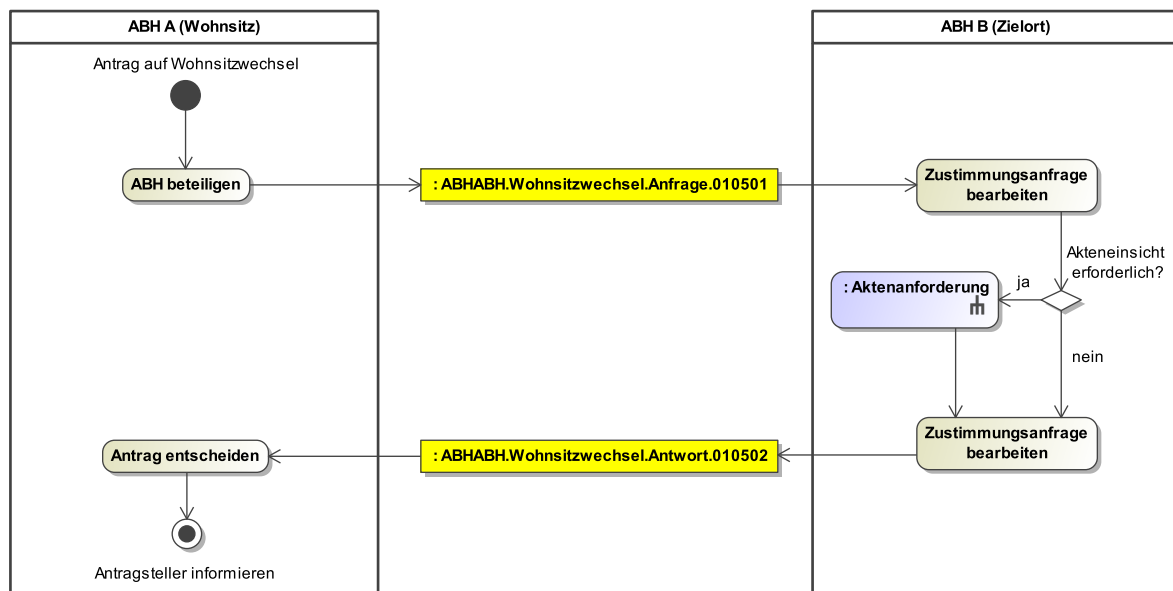 ABH A (Wohnsitz)
ABH B (Zielort)
Antrag auf Wohnsitzwechsel
ABH beteiligen
: ABHABH.Wohnsitzwechsel.Anfrage.010501
Zustimmungsanfrage
bearbeiten
Akteneinsicht
erforderlich?
: Aktenanforderung
ja
nein
Zustimmungsanfrage
bearbeiten
: ABHABH.Wohnsitzwechsel.Antwort.010502
Antrag entscheiden
Antragsteller informieren